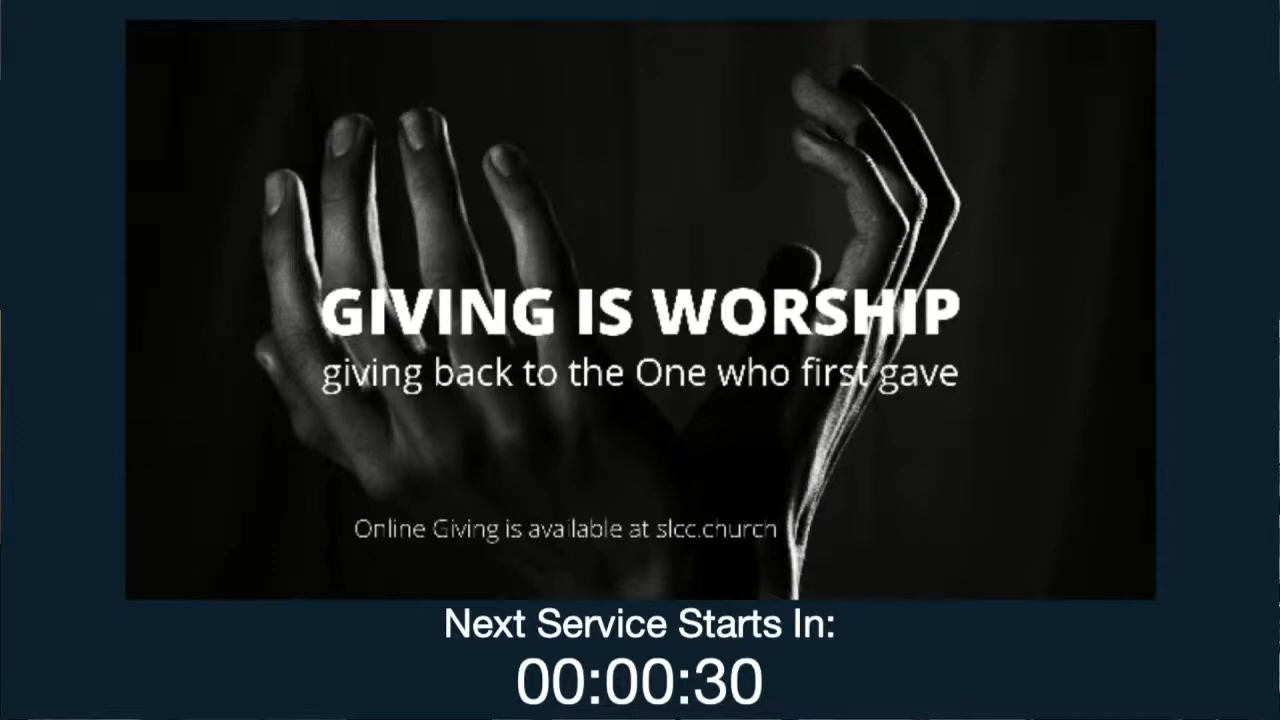 GIVING IS WORSHIP
giving back to the One who first gave
Online Giving is available at slcc.church
Next Service Starts In:
00:00:30